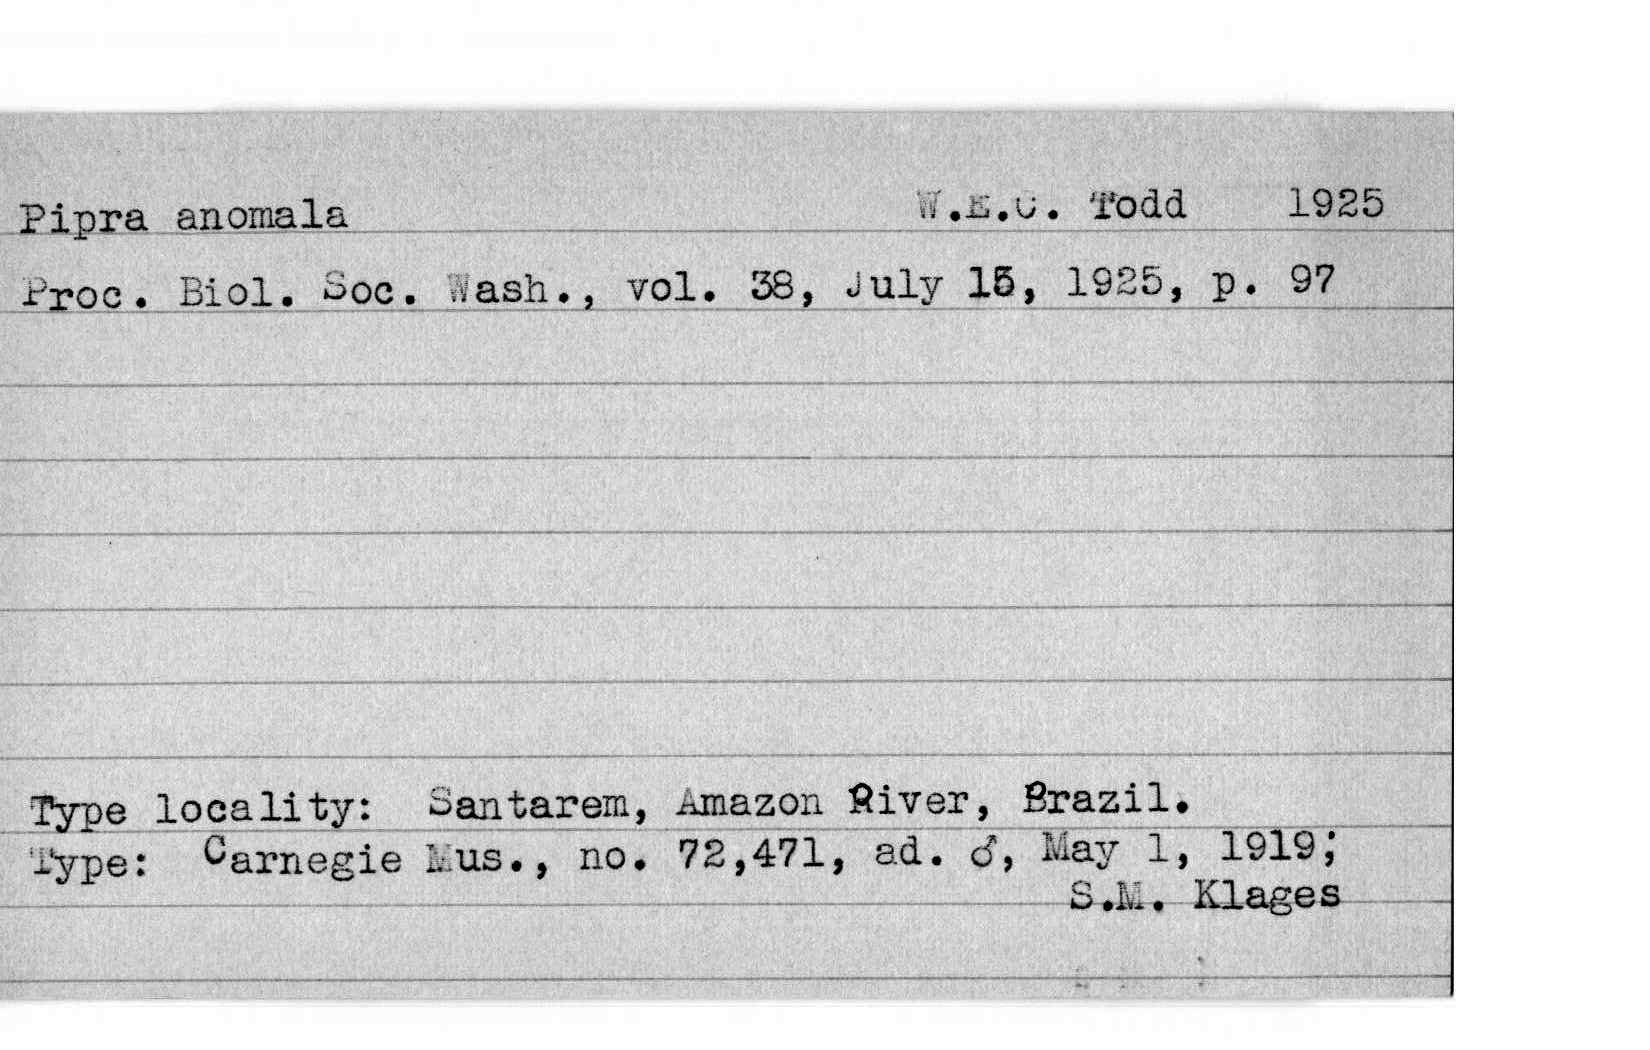 Pipra anomala W.E.C. Todd 1925
Proc. Biol. Soc. Wash., vol. 38, July 15, 1925, p. 97
Type locality: Santarem, Amazon River, Brazil.
Type: Carnegie Mus., no. 72,471, ad. ♂, May 1, 1919;
S.M. Klages